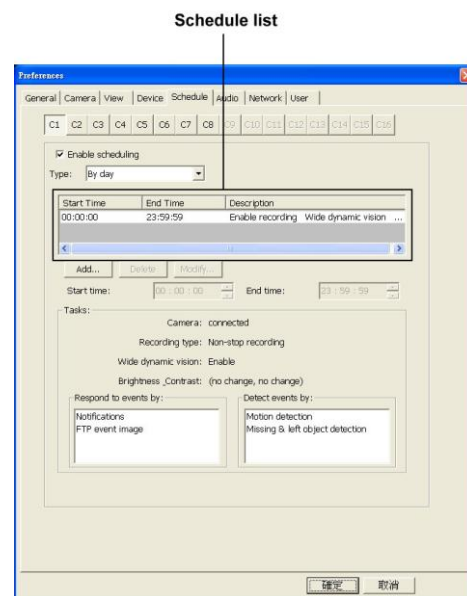 Schedule list
Preferences
General Camera View Device Schedule Audio Network User
C1 C2 C3 C4 C5 C6 C7 C8 C9 C10 C11 C12 C13 C14 C15 C16
Enable scheduling
Type: By day
Start Time End Time Description
00:00:00 23:59:59 Enable recording Wide dynamic vision ...
Add... Delete Modify...
Start time: 00 : 00 : 00 End time: 23 : 59 : 59
Tasks:
Camera: connected
Recording type: Non-stop recording
Wide dynamic vision: Enable
Brightness ,Contrast: (no change, no change)
Respond to events by: Detect events by:
Notifications Motion detection
FTP event image Missing & left object detection
確定 取消